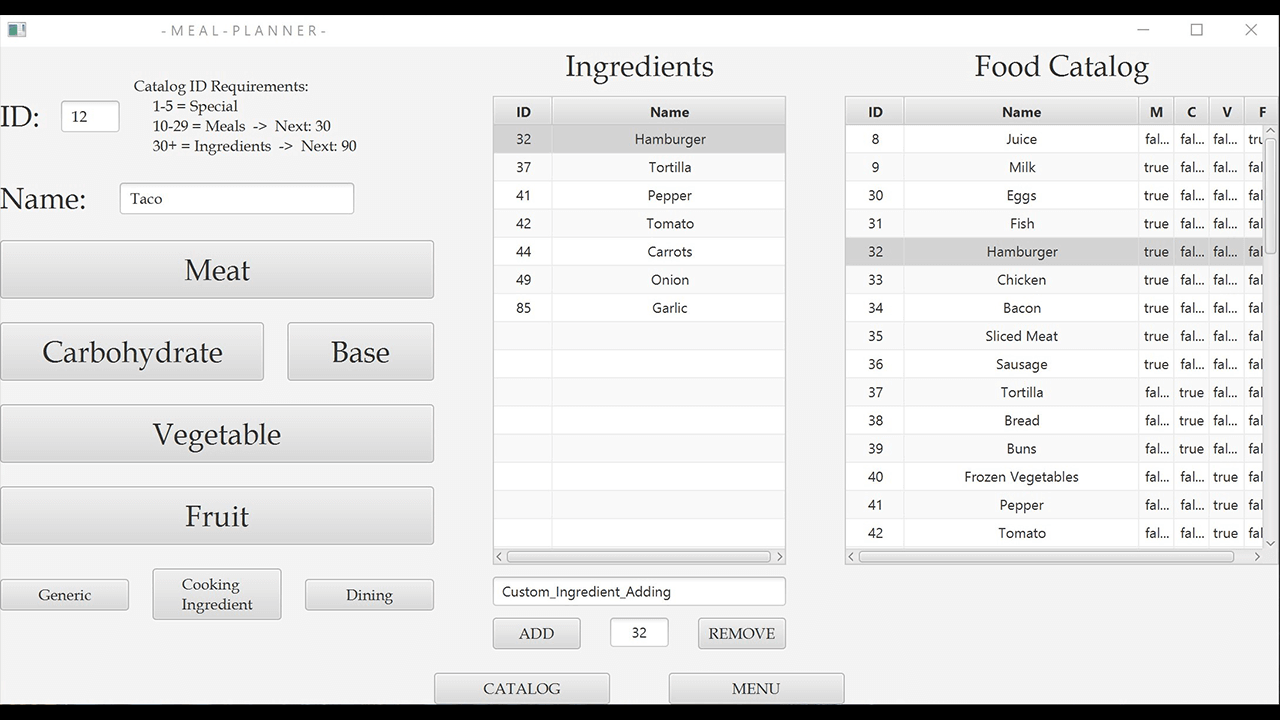 -MEAL-PLANNER-
ID: 12
Catalog ID Requirements:
1-5 = Special
10-29 = Meals -> Next: 30
30+ = Ingredients -> Next: 90
Name: Taco
Meat
Carbohydrate Base
Vegetable
Fruit
Generic
Cooking
Ingredient
Dining
Ingredients
ID Name
32 Hamburger
37 Tortilla
41 Pepper
42 Tomato
44 Carrots
49 Onion
85 Garlic
Custom_Ingredient_Adding
ADD 32 REMOVE
Food Catalog
ID Name M C V F
8 Juice fal... fal... fal... tru
9 Milk true fal... fal... fal
30 Eggs true fal... fal... fal
31 Fish true fal... fal... fal
32 Hamburger true fal... fal... fal
33 Chicken true fal... fal... fal
34 Bacon true fal... fal... fal
35 Sliced Meat true fal... fal... fal
36 Sausage true fal... fal... fal
37 Tortilla fal... true fal... fal
38 Bread fal... true fal... fal
39 Buns fal... true fal... fal
40 Frozen Vegetables fal... fal... true fal
41 Pepper fal... fal... true fal
42 Tomato fal... fal... true fal
CATALOG MENU